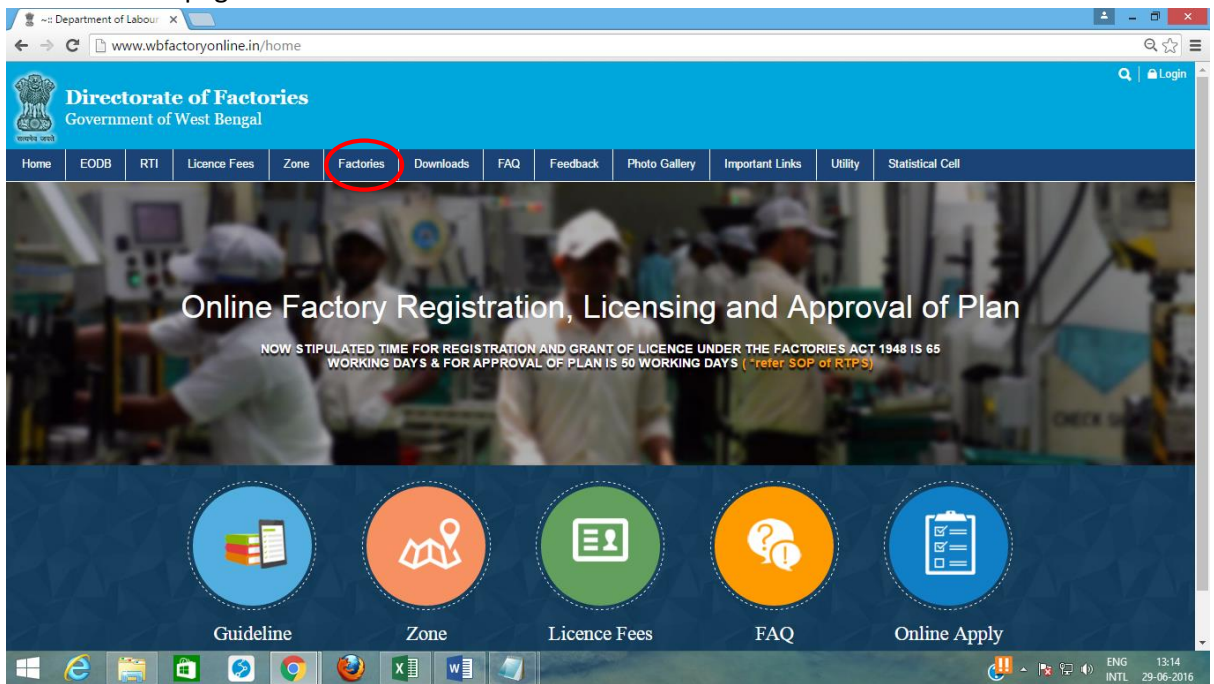 ~:: Department of Labour
www.wbfactoryonline.in/home
Login
Directorate of Factories
Government of West Bengal
सत्यमेव जयते
Home EODB RTI Licence Fees Zone Factories Downloads FAQ Feedback Photo Gallery Important Links Utility Statistical Cell
Online Factory Registration, Licensing and Approval of Plan
NOW STIPULATED TIME FOR REGISTRATION AND GRANT OF LICENCE UNDER THE FACTORIES ACT 1948 IS 65
WORKING DAYS & FOR APPROVAL OF PLAN IS 50 WORKING DAYS ( *refer SOP of RTPS)
Guideline Zone Licence Fees FAQ Online Apply
ENG 13:14
INTL 29-06-2016